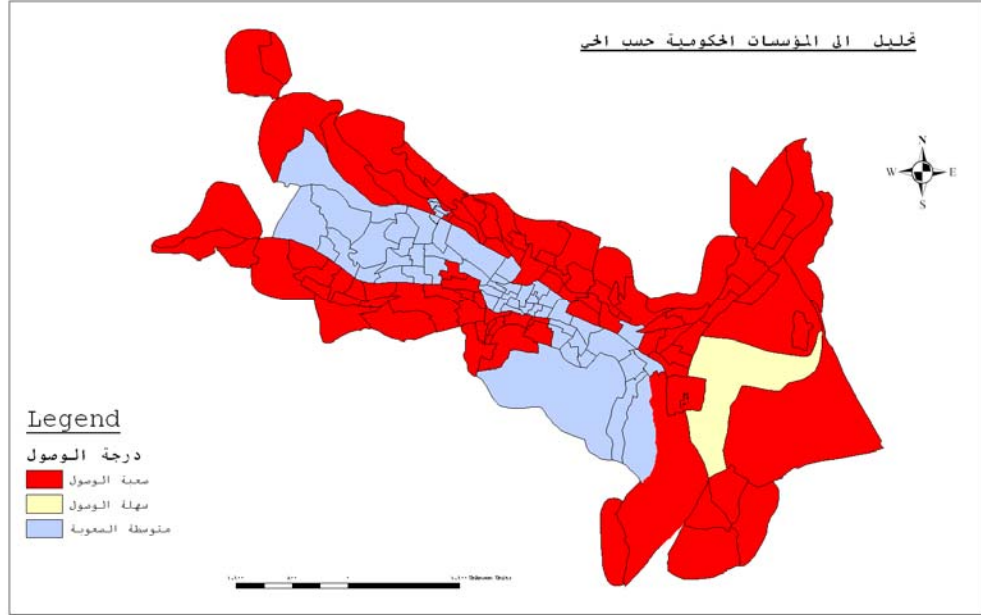 تحليل الى المؤسسات الحكومية حسب الحي
N
W E
S
Legend
درجة الوصول
صعبة الوصول
سهلة الوصول
متوسطة الصعوبة